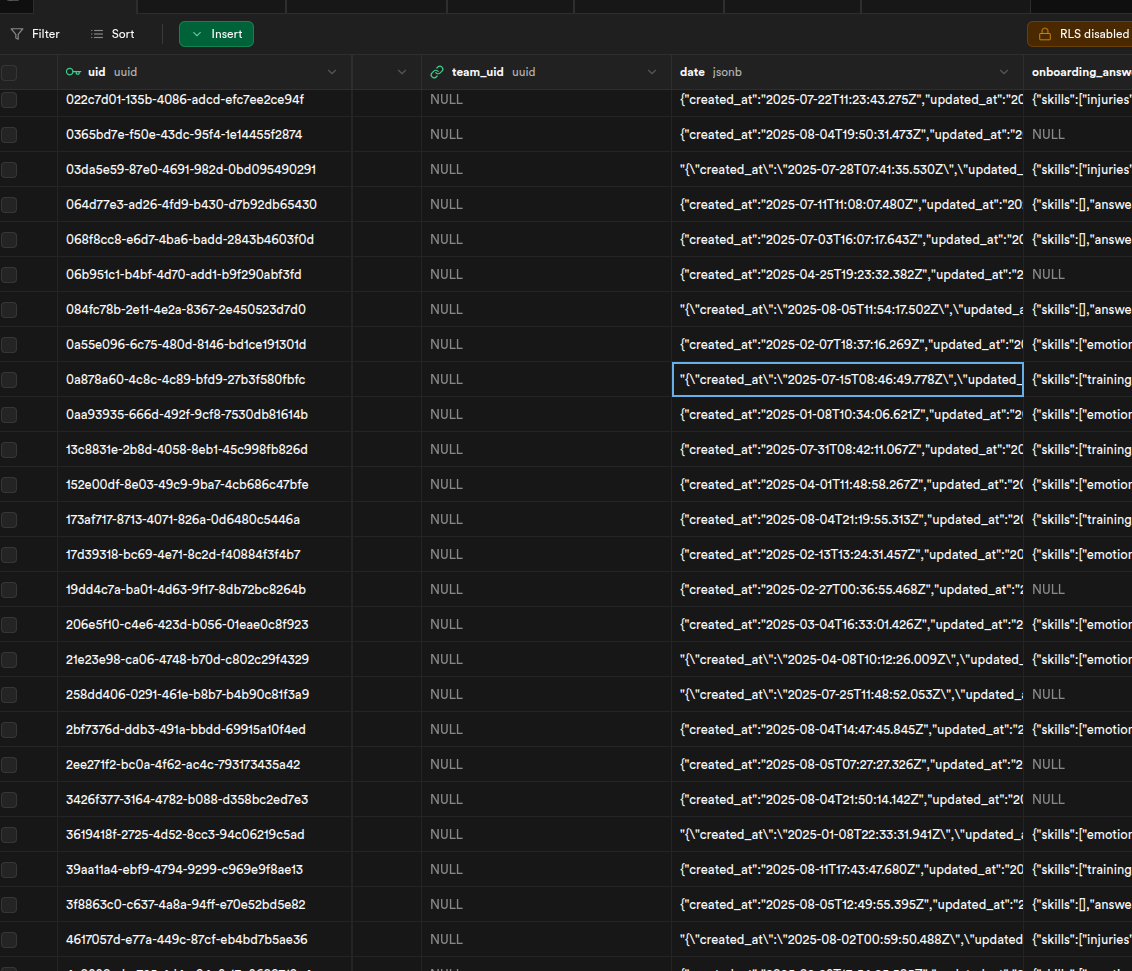 Filter Sort Insert RLS disabled
uid uuid team_uid uuid date jsonb onboarding_answe
022c7d01-135b-4086-adcd-efc7ee2ce94f NULL {"created_at":"2025-07-22T11:23:43.275Z","updated_at":"20 {"skills":["injuries"
0365bd7e-f50e-43dc-95f4-1e14455f2874 NULL {"created_at":"2025-08-04T19:50:31.473Z","updated_at":"2 NULL
03da5e59-87e0-4691-982d-0bd095490291 NULL "{\"created_at\":\"2025-07-28T07:41:35.530Z\",\"updated_ {"skills":["injuries"
064d77e3-ad26-4fd9-b430-d7b92db65430 NULL {"created_at":"2025-07-11T11:08:07.480Z","updated_at":"20 {"skills":[],"answe
068f8cc8-e6d7-4ba6-badd-2843b4603f0d NULL {"created_at":"2025-07-03T16:07:17.643Z","updated_at":"20 {"skills":[],"answe
06b951c1-b4bf-4d70-add1-b9f290abf3fd NULL {"created_at":"2025-04-25T19:23:32.382Z","updated_at":"2 NULL
084fc78b-2e11-4e2a-8367-2e450523d7d0 NULL "{\"created_at\":\"2025-08-05T11:54:17.502Z\",\"updated_a {"skills":[],"answe
0a55e096-6c75-480d-8146-bd1ce191301d NULL {"created_at":"2025-02-07T18:37:16.269Z","updated_at":"20 {"skills":["emotion
0a878a60-4c8c-4c89-bfd9-27b3f580fbfc NULL "{\"created_at\":\"2025-07-15T08:46:49.778Z\",\"updated_ {"skills":["training
0aa93935-666d-492f-9cf8-7530db81614b NULL {"created_at":"2025-01-08T10:34:06.621Z","updated_at":"20 {"skills":["emotion
13c8831e-2b8d-4058-8eb1-45c998fb826d NULL {"created_at":"2025-07-31T08:42:11.067Z","updated_at":"20 {"skills":["training
152e00df-8e03-49c9-9ba7-4cb686c47bfe NULL {"created_at":"2025-04-01T11:48:58.267Z","updated_at":"20 {"skills":["emotion
173af717-8713-4071-826a-0d6480c5446a NULL {"created_at":"2025-08-04T21:19:55.313Z","updated_at":"20 {"skills":["training
17d39318-bc69-4e71-8c2d-f40884f3f4b7 NULL {"created_at":"2025-02-13T13:24:31.457Z","updated_at":"20 {"skills":["emotion
19dd4c7a-ba01-4d63-9f17-8db72bc8264b NULL {"created_at":"2025-02-27T00:36:55.468Z","updated_at":"2 NULL
206e5f10-c4e6-423d-b056-01eae0c8f923 NULL {"created_at":"2025-03-04T16:33:01.426Z","updated_at":"2 {"skills":["emotion
21e23e98-ca06-4748-b70d-c802c29f4329 NULL "{\"created_at\":\"2025-04-08T10:12:26.009Z\",\"updated_ {"skills":["emotion
258dd406-0291-461e-b8b7-b4b90c81f3a9 NULL "{\"created_at\":\"2025-07-25T11:48:52.053Z\",\"updated_a NULL
2bf7376d-ddb3-491a-bbdd-69915a10f4ed NULL {"created_at":"2025-08-04T14:47:45.845Z","updated_at":"2 {"skills":["emotion
2ee271f2-bc0a-4f62-ac4c-793173435a42 NULL {"created_at":"2025-08-05T07:27:27.326Z","updated_at":"2 NULL
3426f377-3164-4782-b088-d358bc2ed7e3 NULL {"created_at":"2025-08-04T21:50:14.142Z","updated_at":"20 NULL
3619418f-2725-4d52-8cc3-94c06219c5ad NULL "{\"created_at\":\"2025-01-08T22:33:31.941Z\",\"updated_a {"skills":["emotion
39aa11a4-ebf9-4794-9299-c969e9f8ae13 NULL {"created_at":"2025-08-11T17:43:47.680Z","updated_at":"20 {"skills":["training
3f8863c0-c637-4a8a-94ff-e70e52bd5e82 NULL {"created_at":"2025-08-05T12:49:55.395Z","updated_at":"2 {"skills":[],"answe
4617057d-e77a-449c-87cf-eb4bd7b5ae36 NULL "{\"created_at\":\"2025-08-02T00:59:50.488Z\",\"updated {"skills":["injuries"